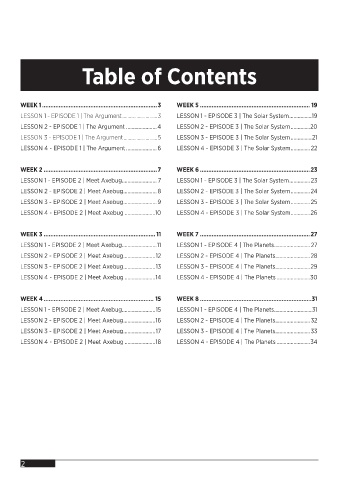 Table of Contents
WEEK 1 ........ 3
LESSON 1 - EPISODE 1 | The Argument ........ 3
LESSON 2 - EPISODE 1 | The Argument ........ 4
LESSON 3 - EPISODE 1 | The Argument ........ 5
LESSON 4 - EPISODE 1 | The Argument ........ 6
WEEK 2 ........ 7
LESSON 1 - EPISODE 2 | Meet Axebug ........ 7
LESSON 2 - EPISODE 2 | Meet Axebug ........ 8
LESSON 3 - EPISODE 2 | Meet Axebug ........ 9
LESSON 4 - EPISODE 2 | Meet Axebug ........ 10
WEEK 3 ........ 11
LESSON 1 - EPISODE 2 | Meet Axebug ........ 11
LESSON 2 - EPISODE 2 | Meet Axebug ........ 12
LESSON 3 - EPISODE 2 | Meet Axebug ........ 13
LESSON 4 - EPISODE 2 | Meet Axebug ........ 14
WEEK 4 ........ 15
LESSON 1 - EPISODE 2 | Meet Axebug ........ 15
LESSON 2 - EPISODE 2 | Meet Axebug ........ 16
LESSON 3 - EPISODE 2 | Meet Axebug ........ 17
LESSON 4 - EPISODE 2 | Meet Axebug ........ 18
WEEK 5 ........ 19
LESSON 1 - EPISODE 3 | The Solar System ........ 19
LESSON 2 - EPISODE 3 | The Solar System ........ 20
LESSON 3 - EPISODE 3 | The Solar System ........ 21
LESSON 4 - EPISODE 3 | The Solar System ........ 22
WEEK 6 ........ 23
LESSON 1 - EPISODE 3 | The Solar System ........ 23
LESSON 2 - EPISODE 3 | The Solar System ........ 24
LESSON 3 - EPISODE 3 | The Solar System ........ 25
LESSON 4 - EPISODE 3 | The Solar System ........ 26
WEEK 7 ........ 27
LESSON 1 - EPISODE 4 | The Planets ........ 27
LESSON 2 - EPISODE 4 | The Planets ........ 28
LESSON 3 - EPISODE 4 | The Planets ........ 29
LESSON 4 - EPISODE 4 | The Planets ........ 30
WEEK 8 ........ 31
LESSON 1 - EPISODE 4 | The Planets ........ 31
LESSON 2 - EPISODE 4 | The Planets ........ 32
LESSON 3 - EPISODE 4 | The Planets ........ 33
LESSON 4 - EPISODE 4 | The Planets ........ 34
2